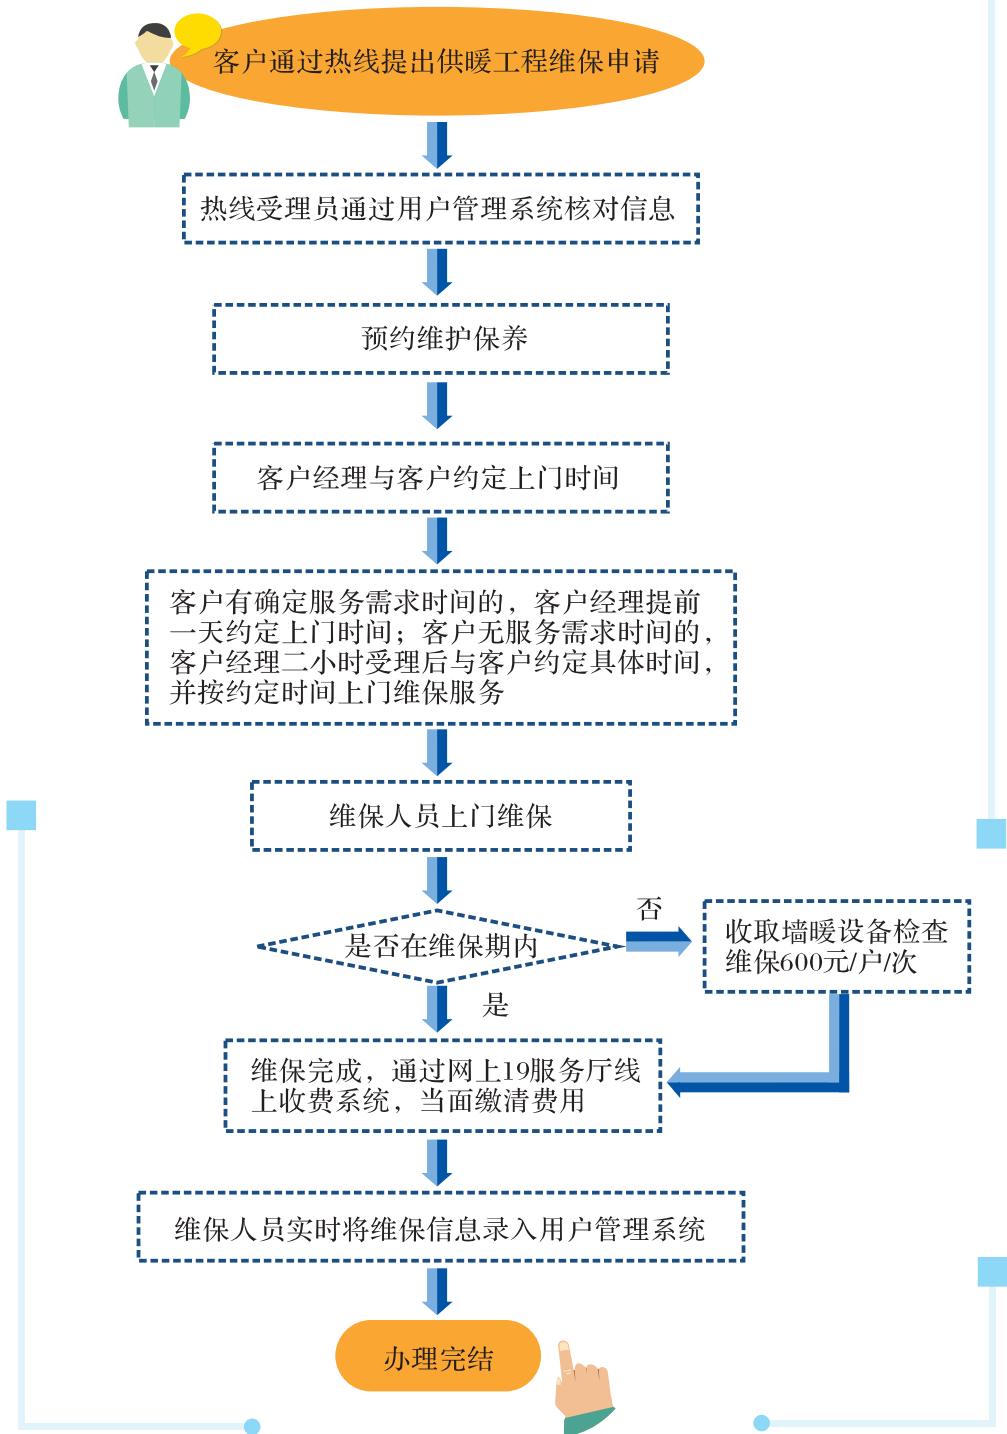 客户通过热线提出供暖工程维保申请
热线受理员通过用户管理系统核对信息
预约维护保养
客户经理与客户约定上门时间
客户有确定服务需求时间的，客户经理提前
一天约定上门时间；客户无服务需求时间的，
客户经理二小时受理后与客户约定具体时间，
并按约定时间上门维保服务
维保人员上门维保
是否在维保期内
否
收取墙暖设备检查
维保600元/户/次
是
维保完成，通过网上19服务厅线
上收费系统，当面缴清费用
维保人员实时将维保信息录入用户管理系统
办理完结